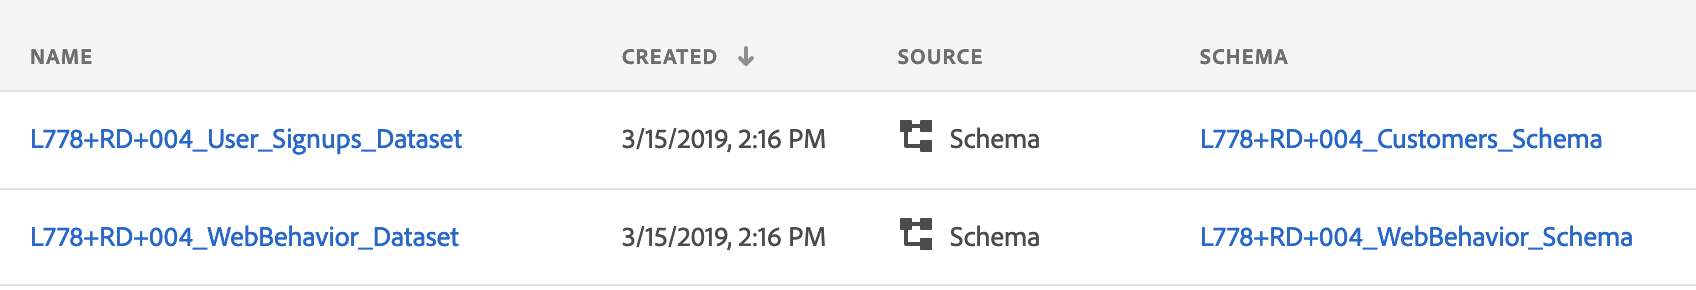 NAME CREATED SOURCE SCHEMA
L778+RD+004_User_Signups_Dataset 3/15/2019, 2:16 PM Schema L778+RD+004_Customers_Schema
L778+RD+004_WebBehavior_Dataset 3/15/2019, 2:16 PM Schema L778+RD+004_WebBehavior_Schema